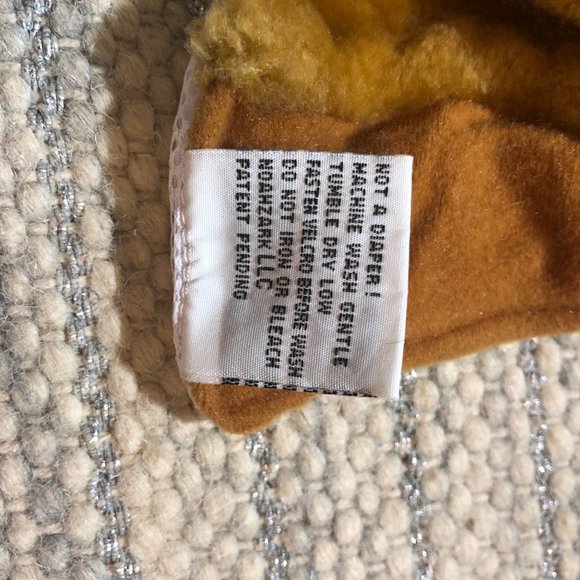 NOT A DIAPER!
MACHINE WASH GENTLE
TUMBLE DRY LOW
FASTEN VELCRO BEFORE WASH
DO NOT IRON OR BLEACH
NOAHZARK LLC
PATENT PENDING